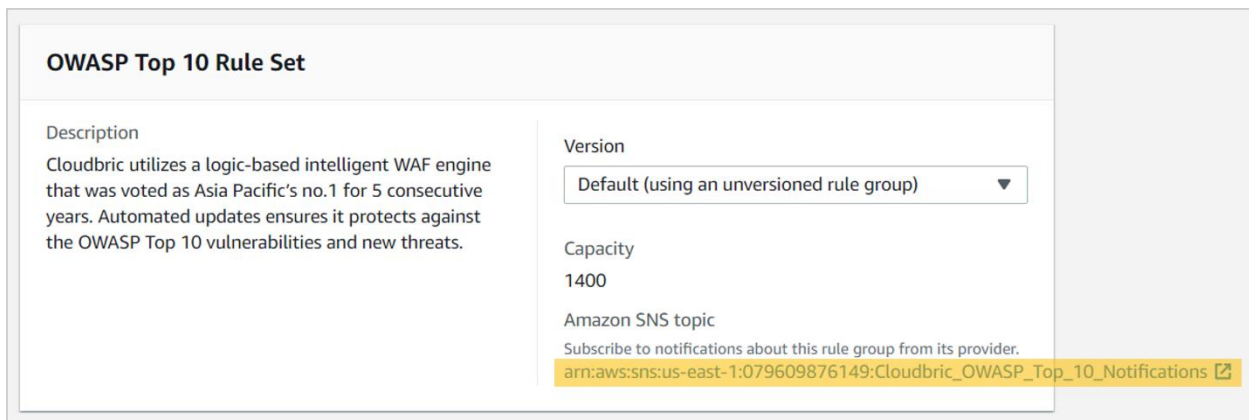 OWASP Top 10 Rule Set
Description
Cloudbric utilizes a logic-based intelligent WAF engine
that was voted as Asia Pacific's no.1 for 5 consecutive
years. Automated updates ensures it protects against
the OWASP Top 10 vulnerabilities and new threats.
Version
Default (using an unversioned rule group)
Capacity
1400
Amazon SNS topic
Subscribe to notifications about this rule group from its provider.
arn:aws:sns:us-east-1:079609876149:Cloudbric_OWASP_Top_10_Notifications